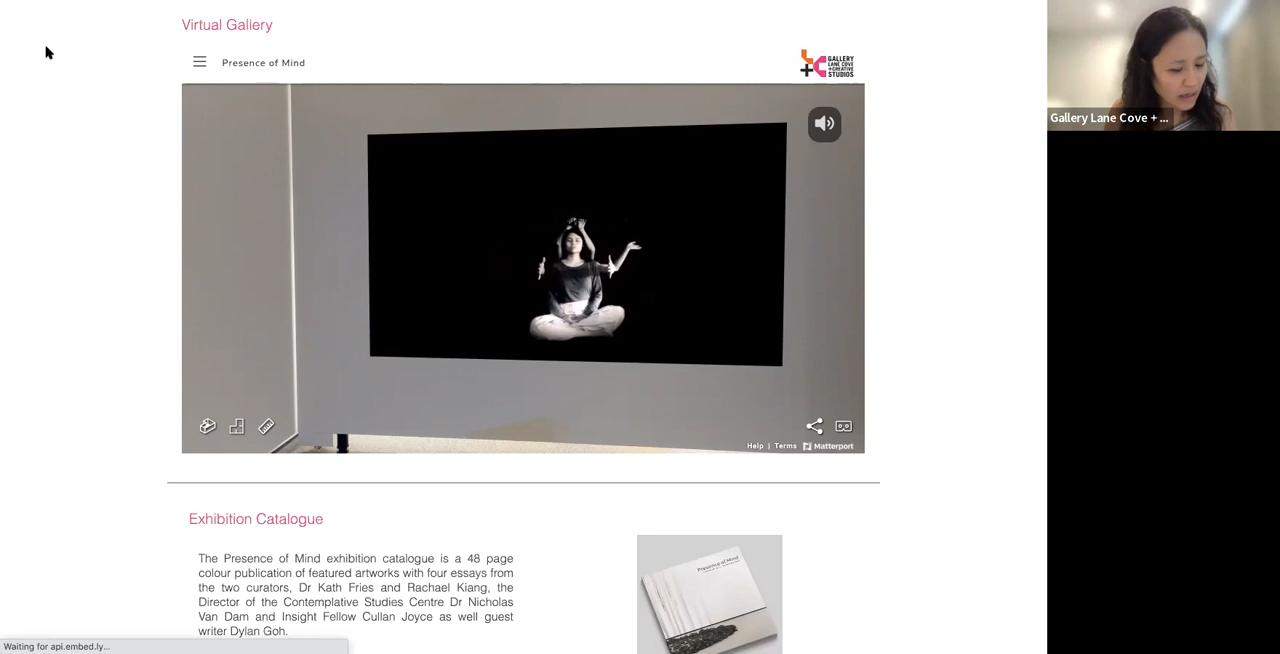 Virtual Gallery
Presence of Mind
GALLERY
LANE COVE
+CREATIVE
STUDIOS
Gallery Lane Cove + ...
Help | Terms Matterport
Exhibition Catalogue
The Presence of Mind exhibition catalogue is a 48 page
colour publication of featured artworks with four essays from
the two curators, Dr Kath Fries and Rachael Kiang, the
Director of the Contemplative Studies Centre Dr Nicholas
Van Dam and Insight Fellow Cullan Joyce as well guest
writer Dylan Goh.
Presence of Mind
Waiting for api.embed.ly...